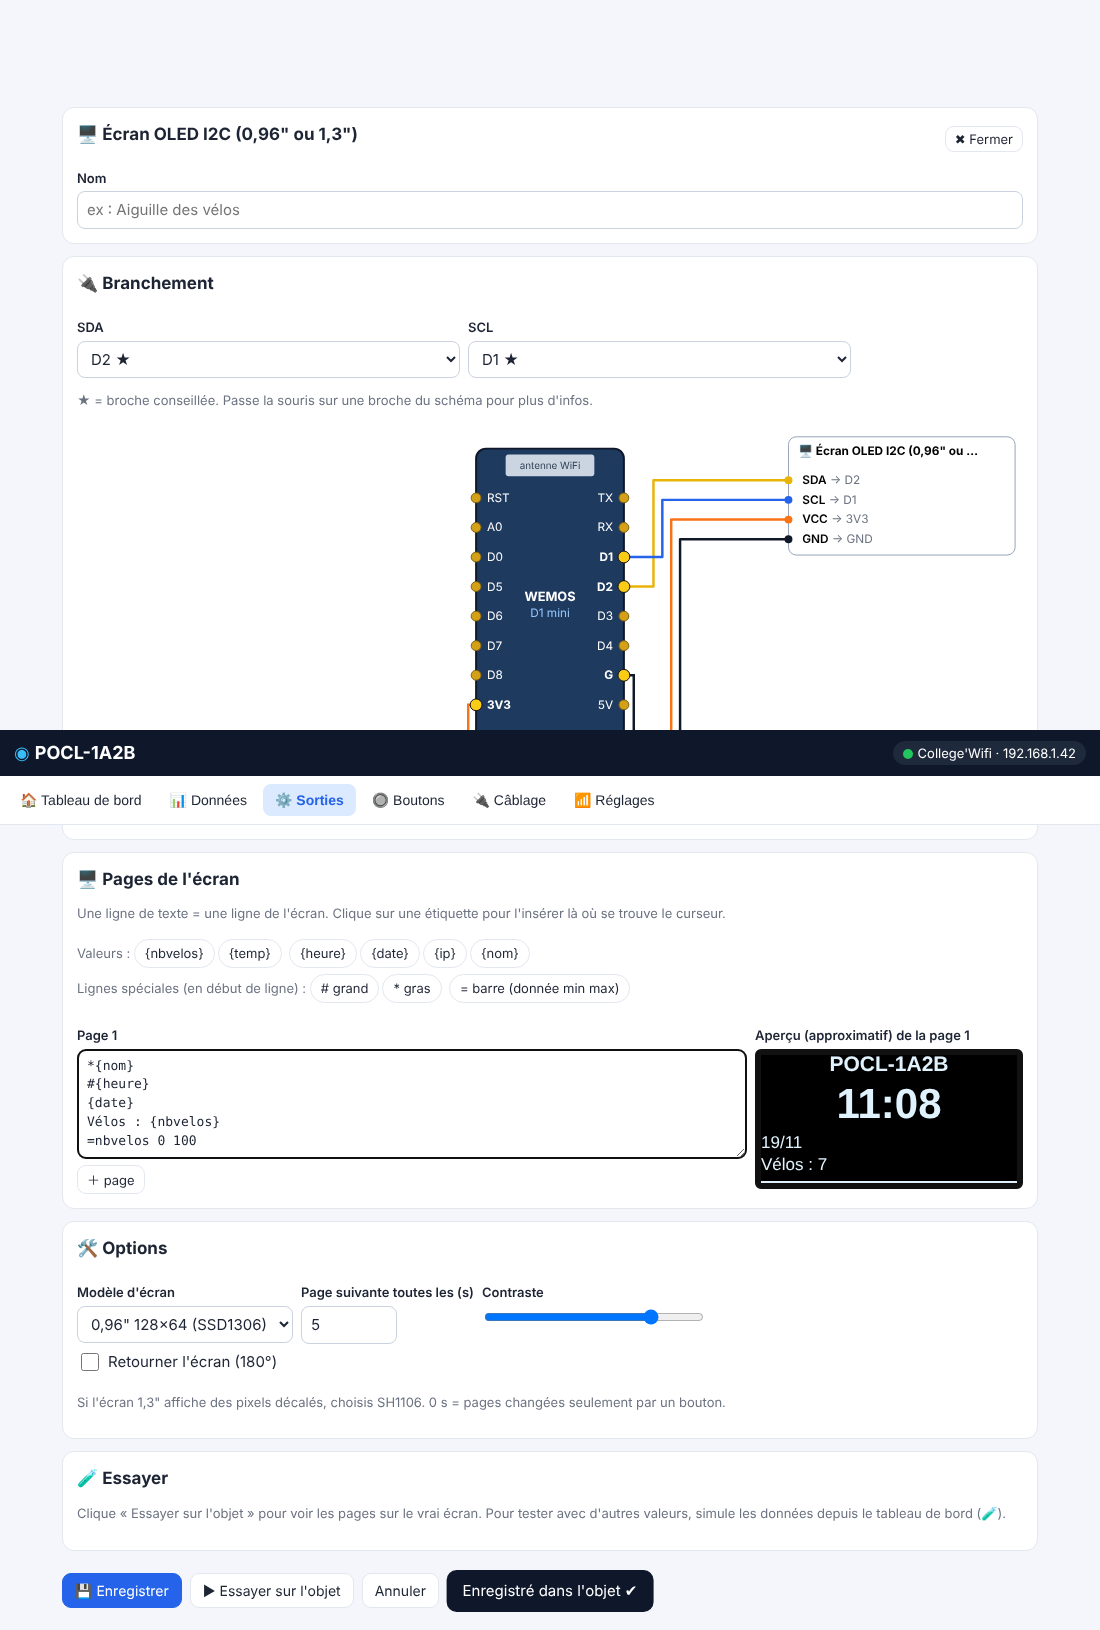 🖥️ Écran OLED I2C (0,96" ou 1,3")
✖ Fermer
Nom
ex : Aiguille des vélos
🔌 Branchement
SDA
SCL
D2 ★
D1 ★
★ = broche conseillée. Passe la souris sur une broche du schéma pour plus d'infos.
🖥️ Écran OLED I2C (0,96" ou ...
SDA → D2
SCL → D1
VCC → 3V3
GND → GND
antenne WiFi
RST TX
A0 RX
D0 D1
D5 D2
WEMOS
D1 mini
D6 D3
D7 D4
D8 G
3V3 5V
◉ POCL-1A2B
College'Wifi · 192.168.1.42
🏠 Tableau de bord
📊 Données
⚙️ Sorties
🔘 Boutons
🔌 Câblage
📶 Réglages
🖥️ Pages de l'écran
Une ligne de texte = une ligne de l'écran. Clique sur une étiquette pour l'insérer là où se trouve le curseur.
Valeurs : {nbvelos} {temp} {heure} {date} {ip} {nom}
Lignes spéciales (en début de ligne) : # grand * gras = barre (donnée min max)
Page 1
*{nom}
#{heure}
{date}
Vélos : {nbvelos}
=nbvelos 0 100
+ page
Aperçu (approximatif) de la page 1
POCL-1A2B
11:08
19/11
Vélos : 7
🛠️ Options
Modèle d'écran
Page suivante toutes les (s)
Contraste
0,96" 128×64 (SSD1306)
5
Retourner l'écran (180°)
Si l'écran 1,3" affiche des pixels décalés, choisis SH1106. 0 s = pages changées seulement par un bouton.
🧪 Essayer
Clique « Essayer sur l'objet » pour voir les pages sur le vrai écran. Pour tester avec d'autres valeurs, simule les données depuis le tableau de bord (🧪).
💾 Enregistrer
▶ Essayer sur l'objet
Annuler
Enregistré dans l'objet ✔